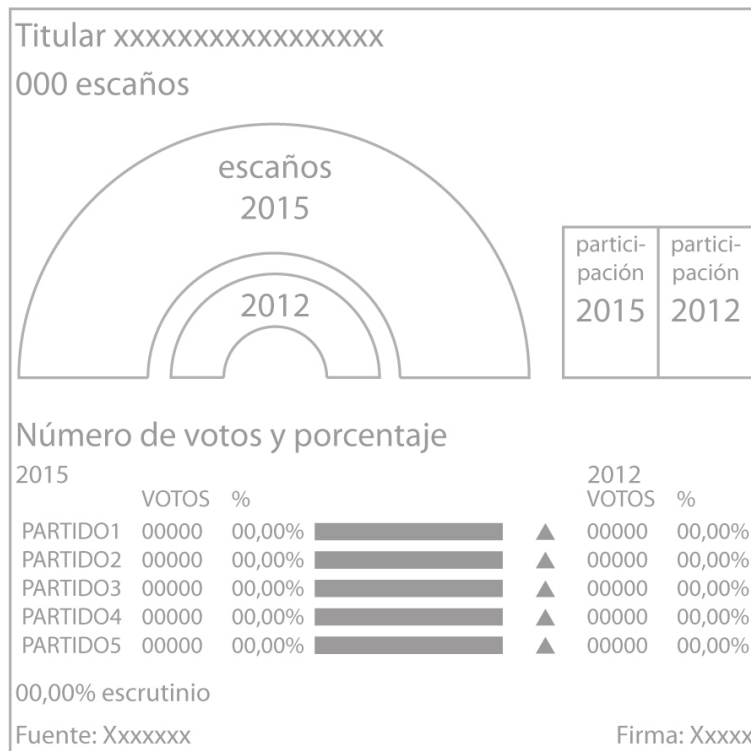 Titular xxxxxxxxxxxxxxxxx
000 escaños
escaños
2015
2012
partici-
pación
2015
partici-
pación
2012
Número de votos y porcentaje
2015 2012
VOTOS % VOTOS %
PARTIDO1 00000 00,00% ▲ 00000 00,00%
PARTIDO2 00000 00,00% ▲ 00000 00,00%
PARTIDO3 00000 00,00% ▲ 00000 00,00%
PARTIDO4 00000 00,00% ▲ 00000 00,00%
PARTIDO5 00000 00,00% ▲ 00000 00,00%
00,00% escrutinio
Fuente: Xxxxxxx Firma: Xxxxx